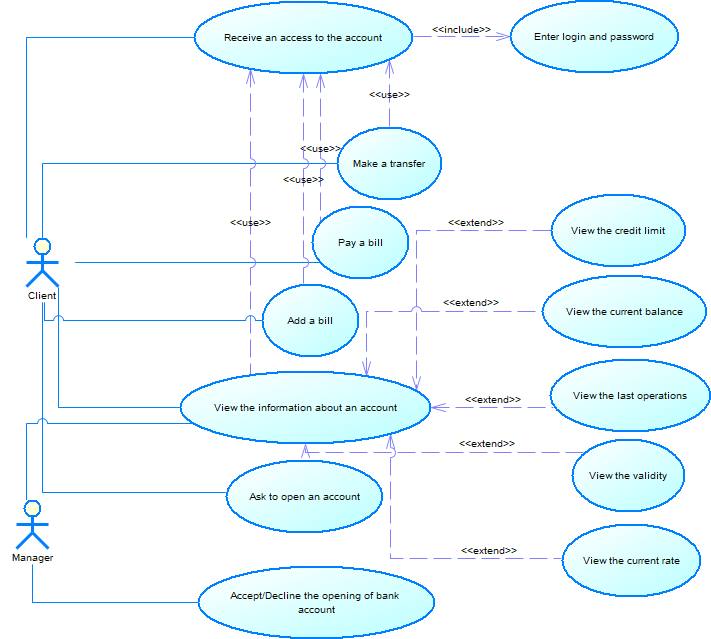 Receive an access to the account
<<include>>
Enter login and password
<<use>>
<<use>>
Make a transfer
<<use>>
<<use>>
<<extend>>
View the credit limit
Pay a bill
Client
<<extend>>
View the current balance
Add a bill
<<extend>>
View the last operations
View the information about an account
<<extend>>
View the validity
Ask to open an account
Manager
<<extend>>
View the current rate
Accept/Decline the opening of bank
account